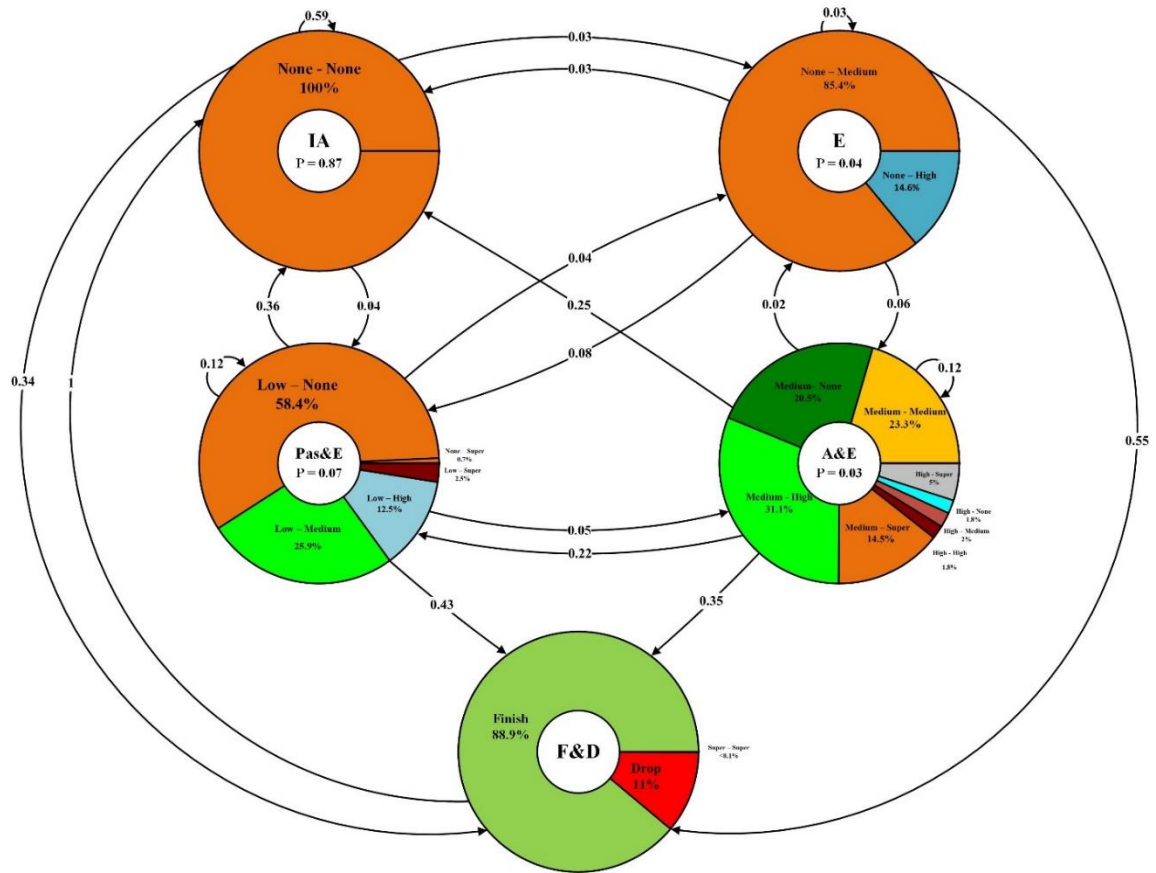 0.59
0.03
0.03
0.03
None - None
100%
IA
P = 0.87
None – Medium
85.4%
E
P = 0.04
None – High
14.6%
0.04
0.36
0.04
0.25
0.02
0.06
0.08
0.12
0.12
0.34
1
0.55
Low – None
58.4%
Pas&E
P = 0.07
None – Super
0.7%
Low – Super
2.5%
Low – High
12.5%
Low – Medium
25.9%
Medium - None
20.5%
Medium - Medium
23.3%
A&E
P = 0.03
High - Super
5%
High - None
1.8%
High – Medium
2%
High - High
1.8%
Medium - High
31.1%
Medium – Super
14.5%
0.05
0.22
0.43
0.35
Finish
88.9%
F&D
Super – Super
<0.1%
Drop
11%